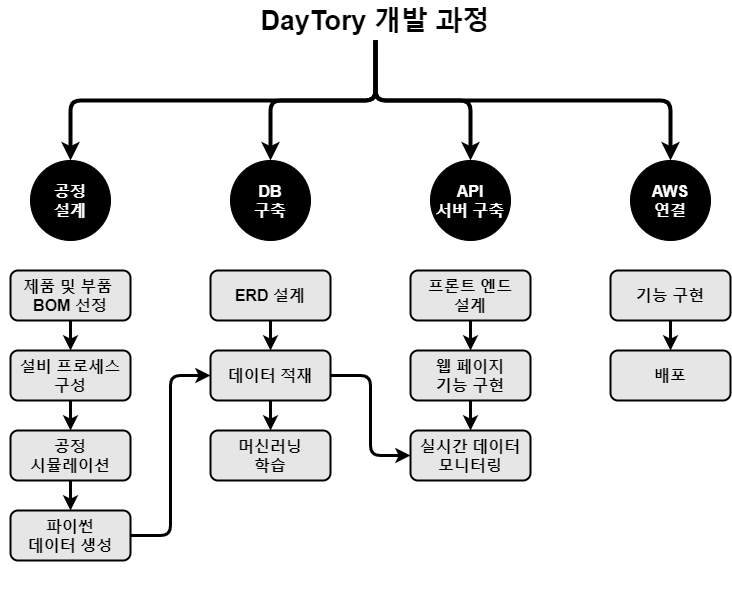 DayTory 개발 과정
공정
설계
DB
구축
API
서버 구축
AWS
연결
제품 및 부품
BOM 선정
설비 프로세스
구성
공정
시뮬레이션
파이썬
데이터 생성
ERD 설계
데이터 적재
머신러닝
학습
프론트 엔드
설계
웹 페이지
기능 구현
실시간 데이터
모니터링
기능 구현
배포